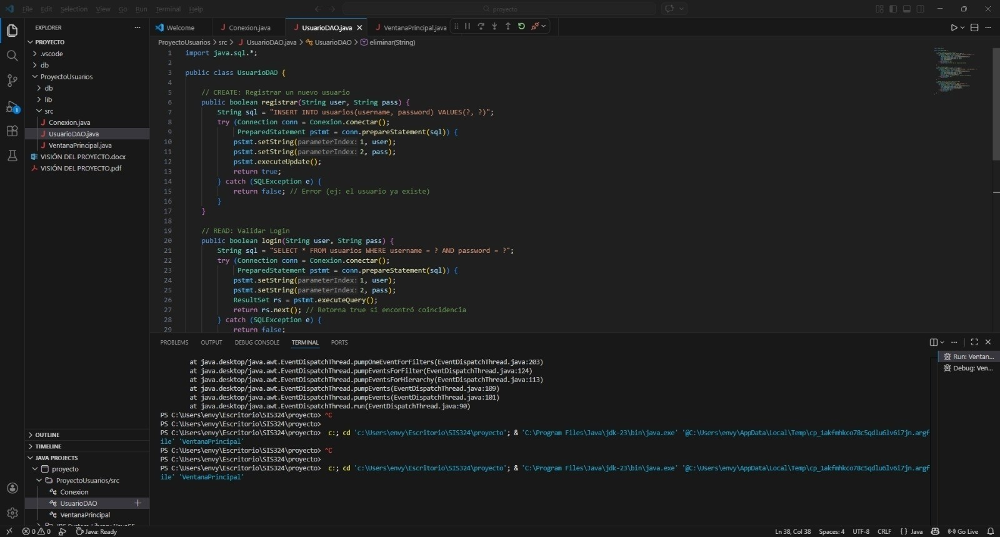 File Edit Selection View Go Run Terminal Help
proyecto
EXPLORER
Welcome
Conexion.java
UsuarioDAO.java
VentanaPrincipal.java
PROYECTO
.vscode
db
ProyectoUsuarios
db
lib
src
Conexion.java
UsuarioDAO.java
VentanaPrincipal.java
VISIÓN DEL PROYECTO.docx
VISIÓN DEL PROYECTO.pdf
1
OUTLINE
TIMELINE
JAVA PROJECTS
proyecto
ProyectoUsuarios/src
Conexion
UsuarioDAO
VentanaPrincipal
ProyectoUsuarios > src > UsuarioDAO.java > UsuarioDAO > eliminar(String)
1 import java.sql.*;
2
3 public class UsuarioDAO {
4
5 // CREATE: Registrar un nuevo usuario
6 public boolean registrar(String user, String pass) {
7 String sql = "INSERT INTO usuarios(username, password) VALUES(?, ?)";
8 try (Connection conn = Conexion.conectar();
9 PreparedStatement pstmt = conn.prepareStatement(sql)) {
10 pstmt.setString(parameterIndex: 1, user);
11 pstmt.setString(parameterIndex: 2, pass);
12 pstmt.executeUpdate();
13 return true;
14 } catch (SQLException e) {
15 return false; // Error (ej: el usuario ya existe)
16 }
17 }
18
19 // READ: Validar Login
20 public boolean login(String user, String pass) {
21 String sql = "SELECT * FROM usuarios WHERE username = ? AND password = ?";
22 try (Connection conn = Conexion.conectar();
23 PreparedStatement pstmt = conn.prepareStatement(sql)) {
24 pstmt.setString(parameterIndex: 1, user);
25 pstmt.setString(parameterIndex: 2, pass);
26 ResultSet rs = pstmt.executeQuery();
27 return rs.next(); // Retorna true si encontró coincidencia
28 } catch (SQLException e) {
29 return false;
PROBLEMS OUTPUT DEBUG CONSOLE TERMINAL PORTS
at java.desktop/java.awt.EventDispatchThread.pumpOneEventForFilters(EventDispatchThread.java:203)
at java.desktop/java.awt.EventDispatchThread.pumpEventsForFilter(EventDispatchThread.java:124)
at java.desktop/java.awt.EventDispatchThread.pumpEventsForHierarchy(EventDispatchThread.java:113)
at java.desktop/java.awt.EventDispatchThread.pumpEvents(EventDispatchThread.java:109)
at java.desktop/java.awt.EventDispatchThread.pumpEvents(EventDispatchThread.java:101)
at java.desktop/java.awt.EventDispatchThread.run(EventDispatchThread.java:90)
PS C:\Users\envy\Escritorio\SIS324\proyecto> ^C
PS C:\Users\envy\Escritorio\SIS324\proyecto>
PS C:\Users\envy\Escritorio\SIS324\proyecto> c:; cd 'c:\Users\envy\Escritorio\SIS324\proyecto'; & 'C:\Program Files\Java\jdk-23\bin\java.exe' '@C:\Users\envy\AppData\Local\Temp\cp_1akfmhkco78c5qdlu6lv6i7jn.argf
ile' 'VentanaPrincipal'
PS C:\Users\envy\Escritorio\SIS324\proyecto> ^C
PS C:\Users\envy\Escritorio\SIS324\proyecto>
PS C:\Users\envy\Escritorio\SIS324\proyecto> c:; cd 'c:\Users\envy\Escritorio\SIS324\proyecto'; & 'C:\Program Files\Java\jdk-23\bin\java.exe' '@C:\Users\envy\AppData\Local\Temp\cp_1akfmhkco78c5qdlu6lv6i7jn.argf
ile' 'VentanaPrincipal'
Run: Ventan...
Debug: Ven...
0 0 Java: Ready
Ln 38, Col 38 Spaces: 4 UTF-8 CRLF { } Java Go Live